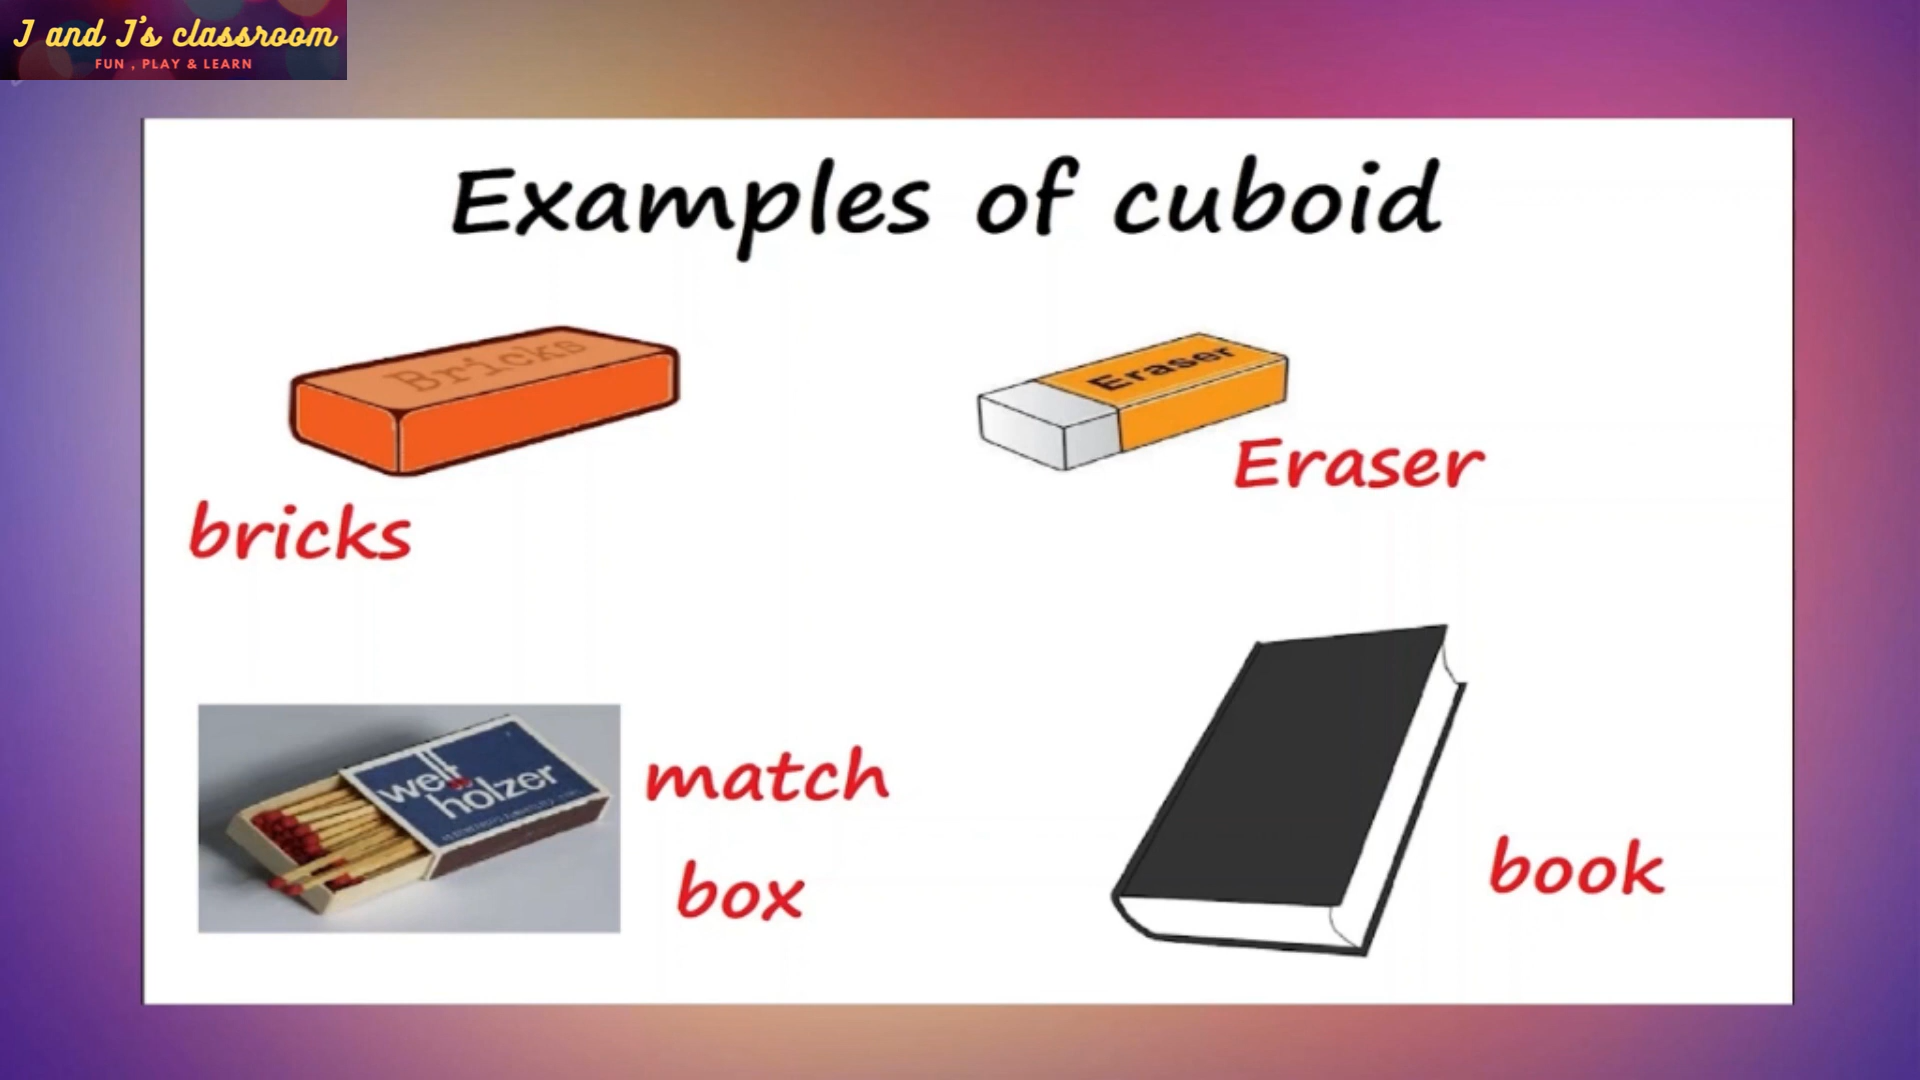 J and J's classroom
FUN , PLAY & LEARN
Examples of cuboid
Bricks
Eraser
Eraser
bricks
welt
holzer
match
box
book